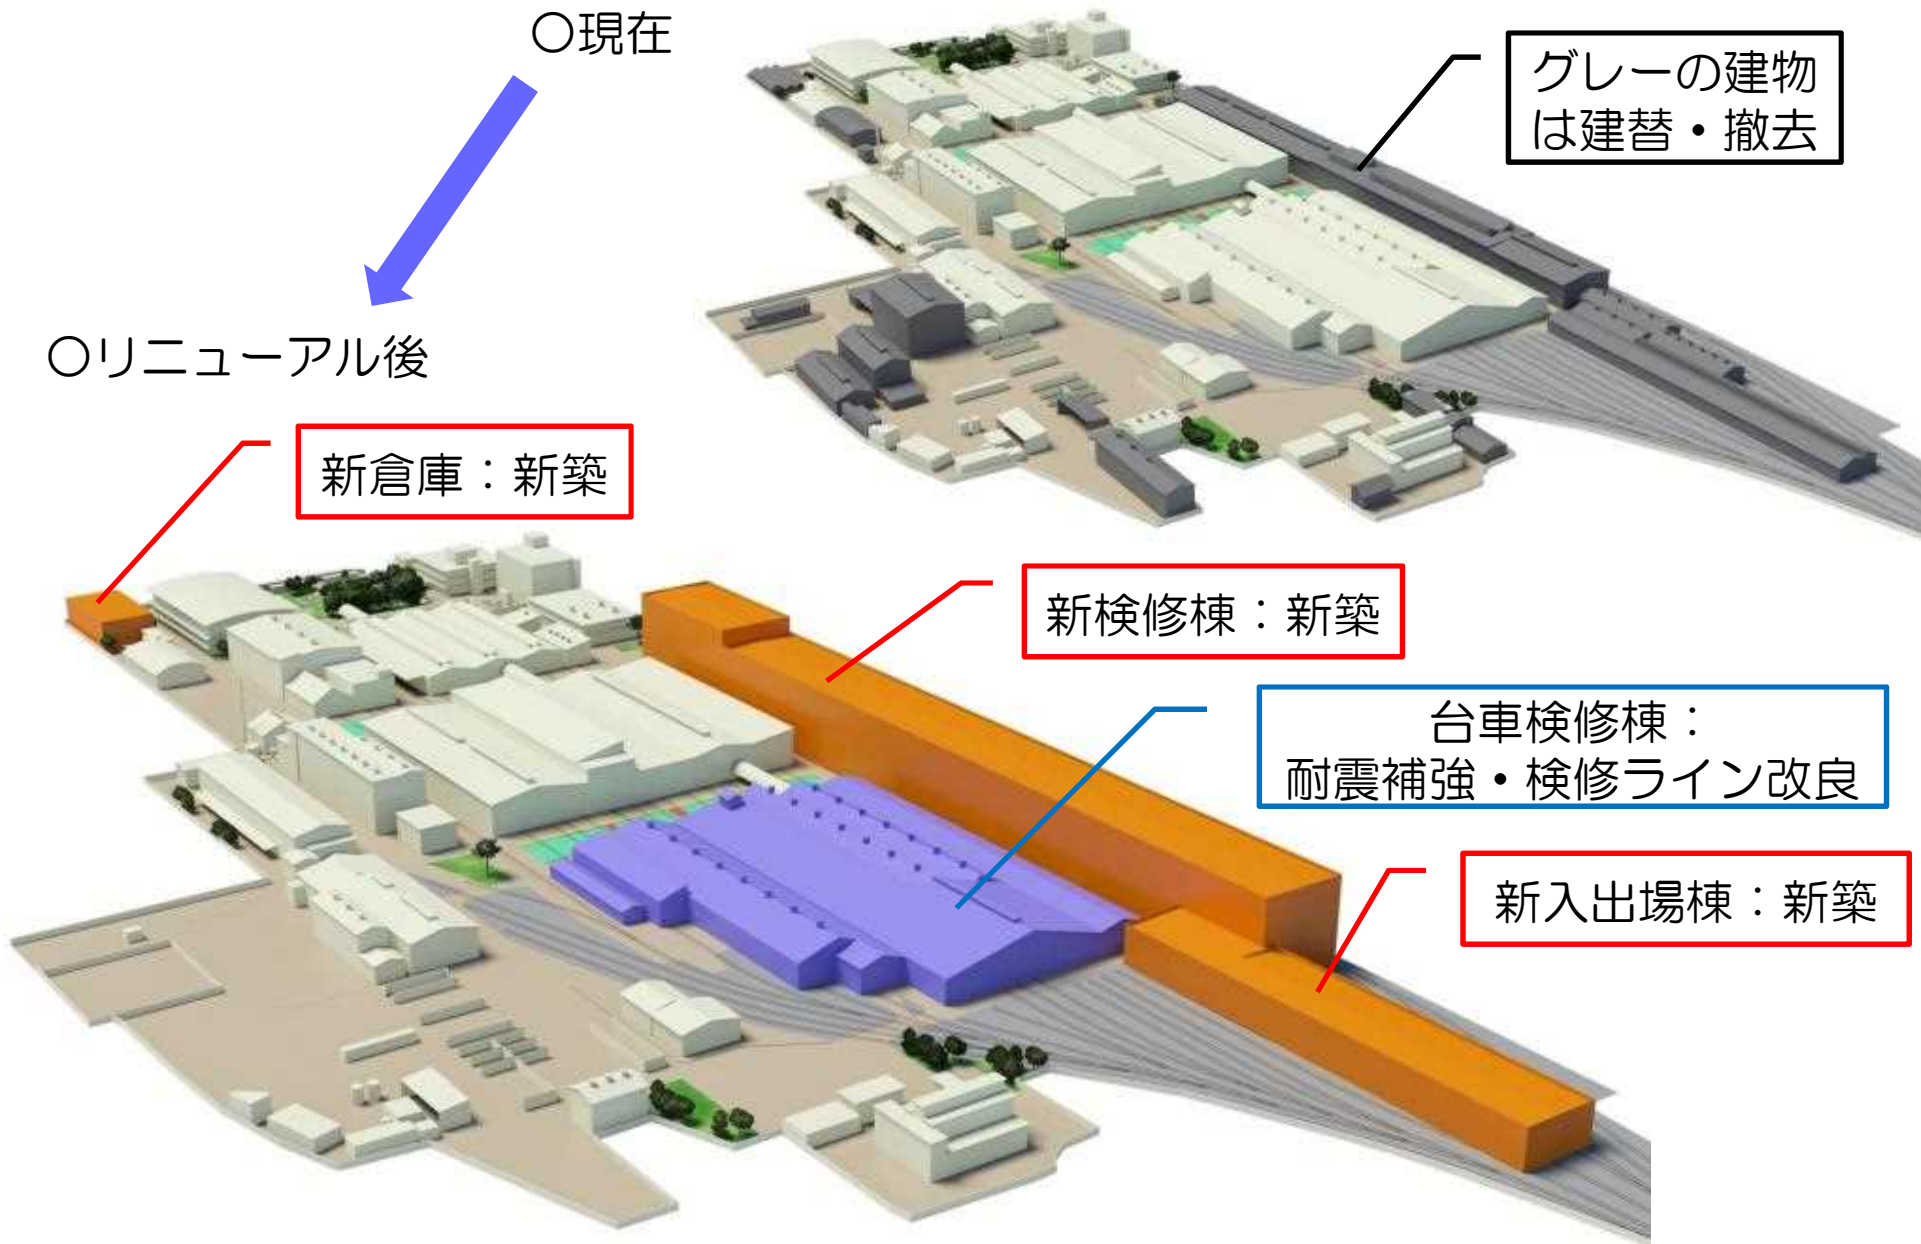 〇現在
グレーの建物
は建替・撤去
〇リニューアル後
新倉庫：新築
新検修棟：新築
台車検修棟：
耐震補強・検修ライン改良
新入出場棟：新築